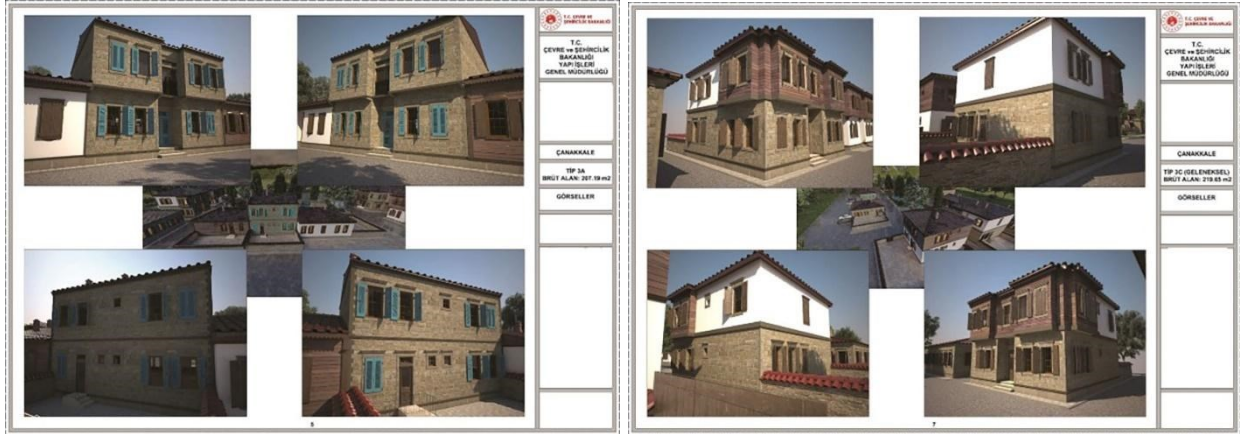 T.C. ÇEVRE VE
ŞEHİRCİLİK BAKANLIĞI
T.C.
ÇEVRE ve ŞEHİRCİLİK
BAKANLIĞI
YAPI İŞLERİ
GENEL MÜDÜRLÜĞÜ
ÇANAKKALE
TİP 3A
BRÜT ALAN: 207.19 m2
GÖRSELLER
5
T.C. ÇEVRE VE
ŞEHİRCİLİK BAKANLIĞI
T.C.
ÇEVRE ve ŞEHİRCİLİK
BAKANLIĞI
YAPI İŞLERİ
GENEL MÜDÜRLÜĞÜ
ÇANAKKALE
TİP 3C (GELENEKSEL)
BRÜT ALAN: 219.65 m2
GÖRSELLER
7